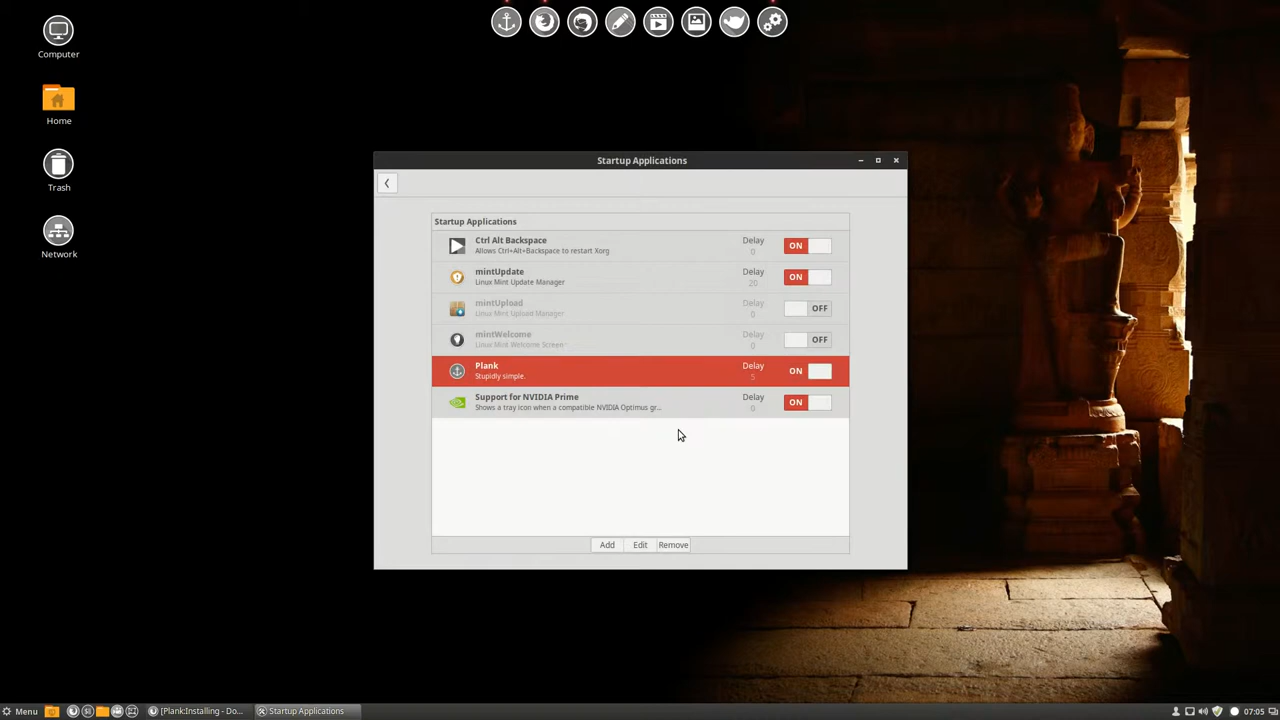 Computer
Home
Trash
Network
Startup Applications
Startup Applications
Ctrl Alt Backspace
Allows Ctrl+Alt+Backspace to restart Xorg
Delay
0
ON
mintUpdate
Linux Mint Update Manager
Delay
20
ON
mintUpload
Linux Mint Upload Manager
Delay
0
OFF
mintWelcome
Linux Mint Welcome Screen
Delay
0
OFF
Plank
Stupidly simple.
Delay
5
ON
Support for NVIDIA Prime
Shows a tray icon when a compatible NVIDIA Optimus gr...
Delay
0
ON
Add Edit Remove
Menu [Plank:Installing - Do... Startup Applications 07:05